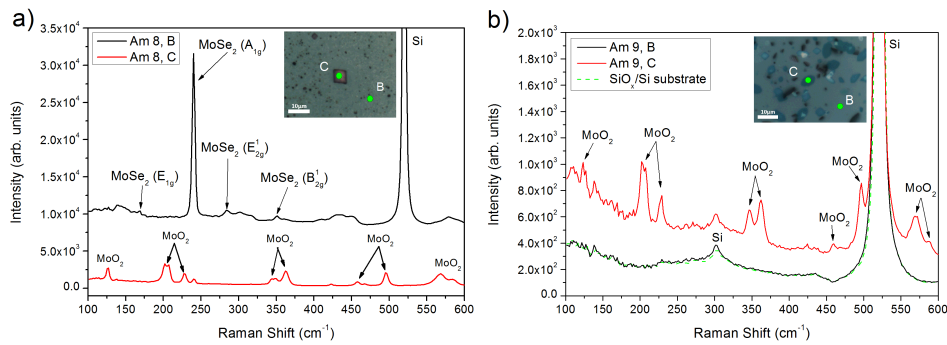 a)
Am 8, B
Am 8, C
MoSe2 (A1g)
Si
C
B
10µm
MoSe2 (E1g)
MoSe2 (E¹2g)
MoSe2 (B¹2g)
MoO2
MoO2
MoO2
MoO2
MoO2
3.5x10⁴
3.0x10⁴
2.5x10⁴
2.0x10⁴
1.5x10⁴
1.0x10⁴
5.0x10³
0.0
Intensity (arb. units)
100 150 200 250 300 350 400 450 500 550 600
Raman Shift (cm⁻¹)
b)
Am 9, B
Am 9, C
SiOx/Si substrate
Si
C
B
10µm
MoO2
MoO2
MoO2
MoO2
MoO2
MoO2
Si
2.0x10³
1.8x10³
1.6x10³
1.4x10³
1.2x10³
1.0x10³
8.0x10²
6.0x10²
4.0x10²
2.0x10²
0.0
Intensity (arb. units)
100 150 200 250 300 350 400 450 500 550 600
Raman Shift (cm⁻¹)